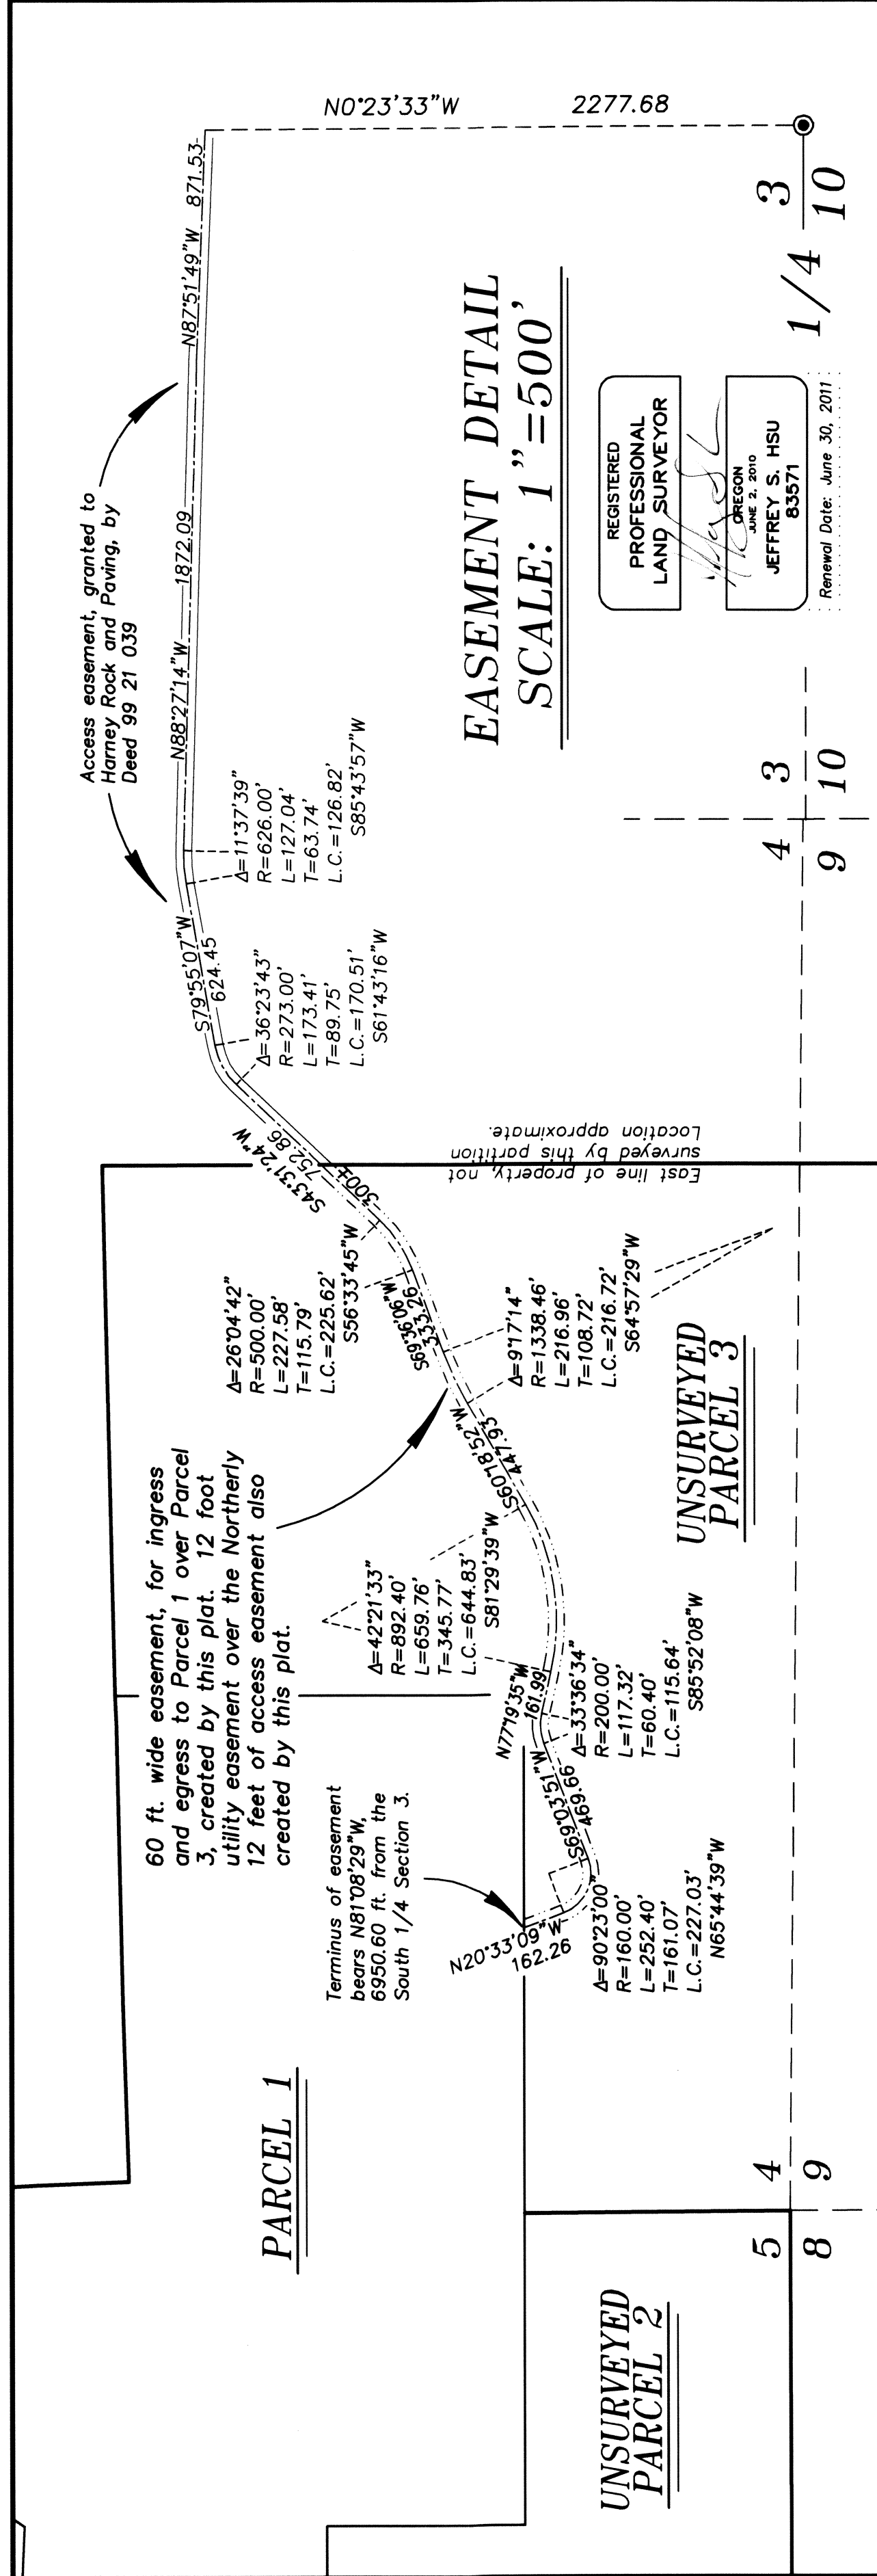 N0°23'33"W 2277.68
N87°51'49"W 871.53
Access easement, granted to
Harney Rock and Paving, by
Deed 99 21 039
N88°27'14"W 1872.09
Δ=11°37'39"
R=626.00'
L=127.04'
T=63.74'
L.C.=126.82'
S85°43'57"W
S79°55'07"W
624.45
Δ=36°23'43"
R=273.00'
L=173.41'
T=89.75'
L.C.=170.51'
S61°43'16"W
S43°31'24"W
752.86
300±
East line of property, not
surveyed by this partition
Location approximate.
Δ=26°04'42"
R=500.00'
L=227.58'
T=115.79'
L.C.=225.62'
S56°33'45"W
S69°36'06"W
333.26
Δ=9°17'14"
R=1338.46'
L=216.96'
T=108.72'
L.C.=216.72'
S64°57'29"W
60 ft. wide easement, for ingress
and egress to Parcel 1 over Parcel
3, created by this plat. 12 foot
utility easement over the Northerly
12 feet of access easement also
created by this plat.
S60°18'52"W
447.93
Δ=42°21'33"
R=892.40'
L=659.76'
T=345.77'
L.C.=644.83'
S81°29'39"W
N77°19'35"W
161.99
Δ=33°36'34"
R=200.00'
L=117.32'
T=60.40'
L.C.=115.64'
S85°52'08"W
S69°03'51"W
469.66
Terminus of easement
bears N81°08'29"W,
6950.60 ft. from the
South 1/4 Section 3.
N20°33'09"W
162.26
Δ=90°23'00"
R=160.00'
L=252.40'
T=161.07'
L.C.=227.03'
N65°44'39"W
EASEMENT DETAIL
SCALE: 1"=500'
REGISTERED
PROFESSIONAL
LAND SURVEYOR
OREGON
JUNE 2, 2010
JEFFREY S. HSU
83571
Renewal Date: June 30, 2011
1/4 3
10
4 3
9 10
UNSURVEYED
PARCEL 3
PARCEL 1
5 4
8 9
UNSURVEYED
PARCEL 2